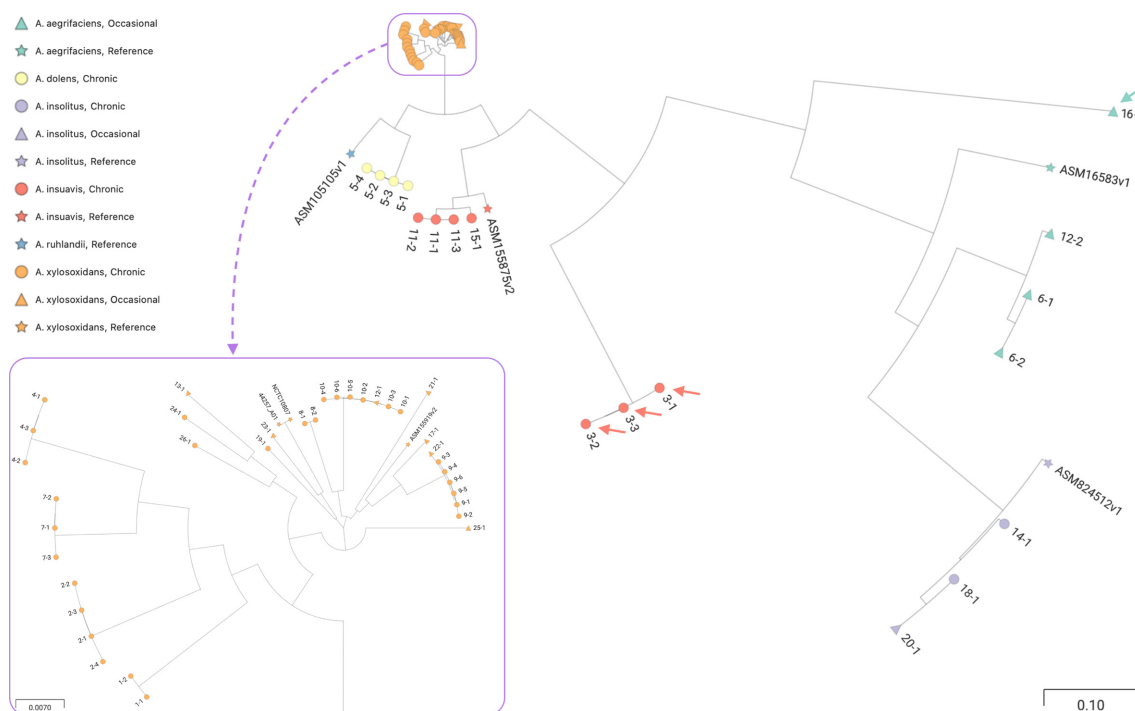 A. aegrifaciens, Occasional
A. aegrifaciens, Reference
A. dolens, Chronic
A. insolitus, Chronic
A. insolitus, Occasional
A. insolitus, Reference
A. insuavis, Chronic
A. insuavis, Reference
A. ruhlandii, Reference
A. xylosoxidans, Chronic
A. xylosoxidans, Occasional
A. xylosoxidans, Reference
ASM105105v1
5-4
5-2
5-3
5-1
11-2
11-1
11-3
15-1
ASM155875v2
16-
ASM16583v1
12-2
6-1
6-2
3-1
3-3
3-2
ASM824512v1
14-1
18-1
20-1
0.10
4-1
4-3
4-2
7-2
7-1
7-3
2-2
2-3
2-1
2-4
1-2
1-1
13-1
24-1
26-1
19-1
23-1
44237_A01
NCTC10807
8-1
8-2
10-4
10-6
10-5
10-2
12-1
10-3
10-1
21-1
ASM155919v2
17-1
22-1
9-3
9-4
9-6
9-5
9-1
9-2
25-1
0.0070